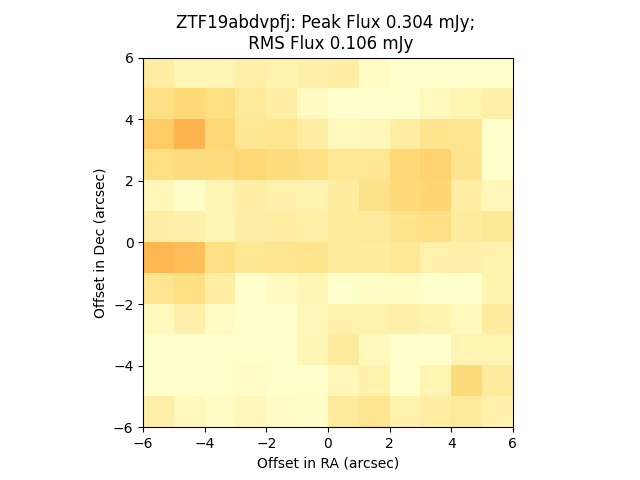 ZTF19abdvpfj: Peak Flux 0.304 mJy;
RMS Flux 0.106 mJy
6
4
2
0
−2
−4
−6
Offset in Dec (arcsec)
−6 −4 −2 0 2 4 6
Offset in RA (arcsec)